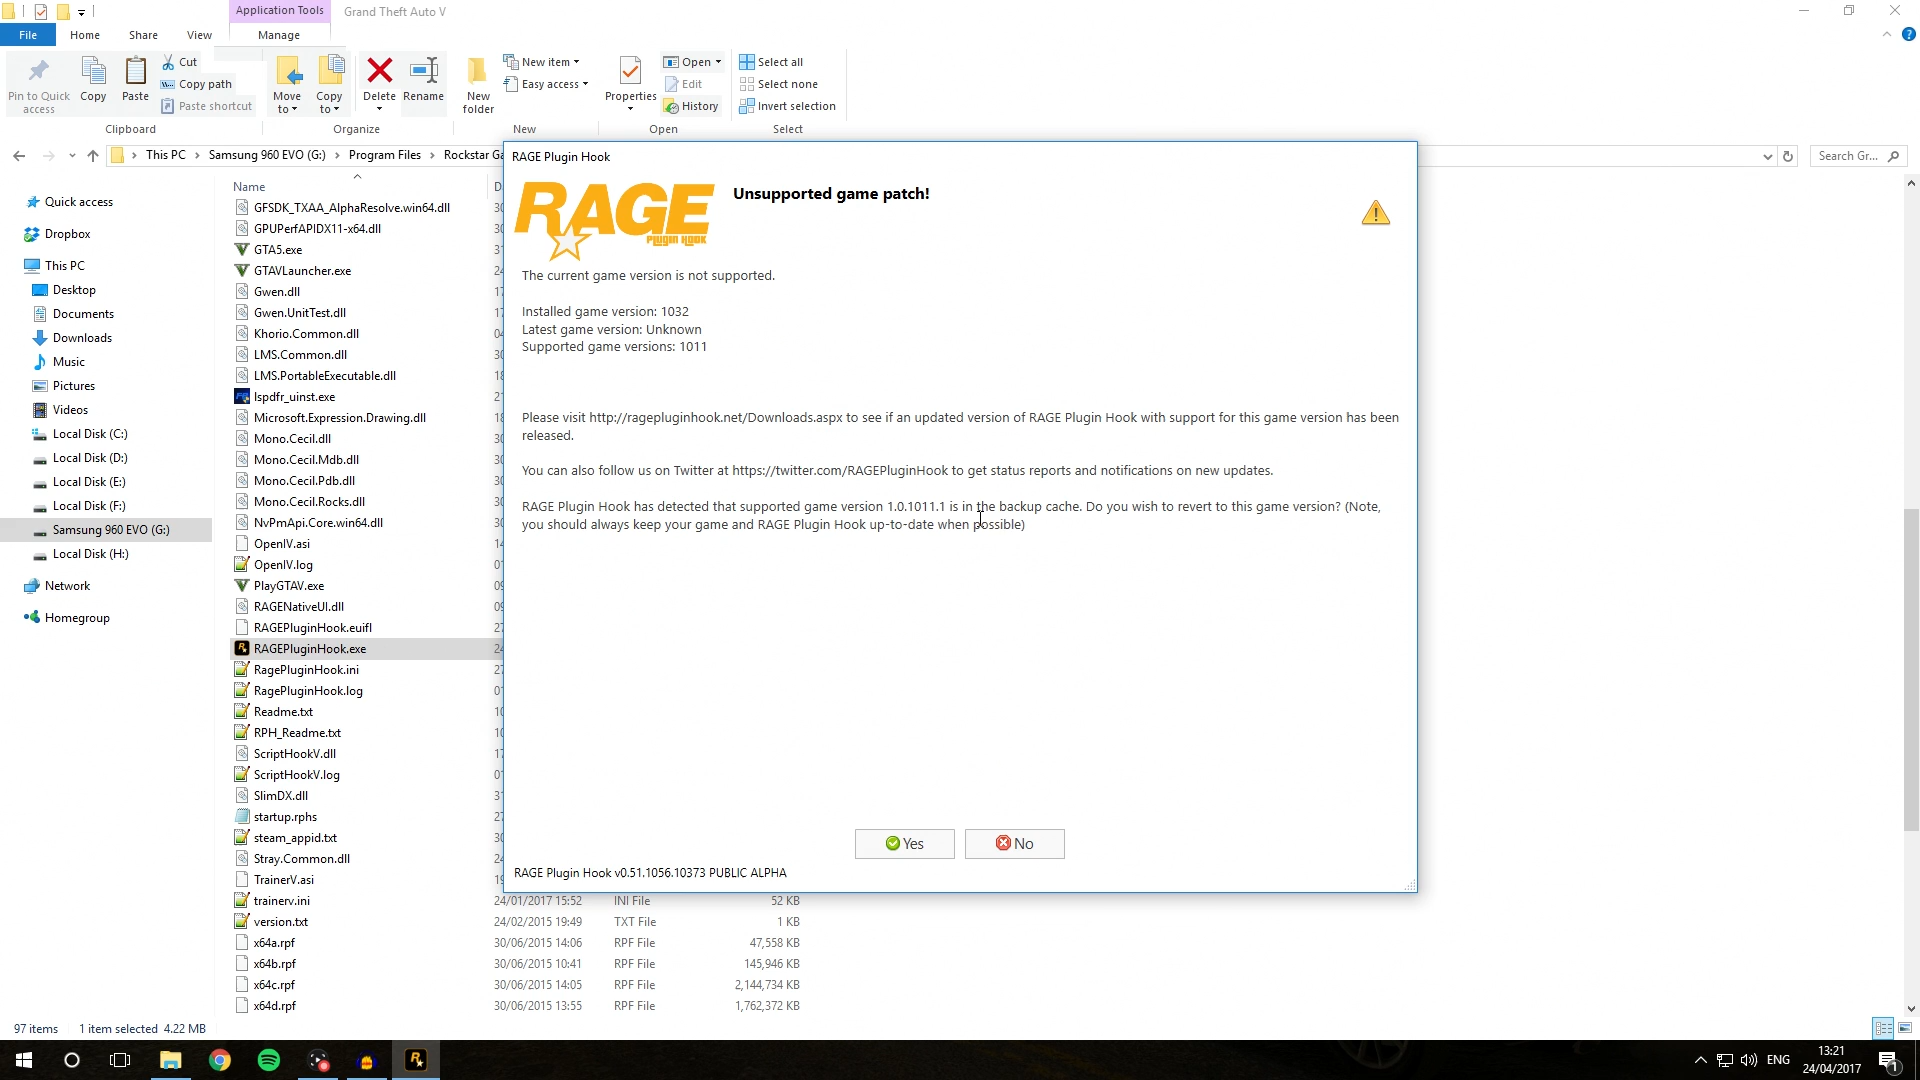 Application Tools
Grand Theft Auto V
File
Home
Share
View
Manage
Pin to Quick access
Copy
Paste
Cut
Copy path
Paste shortcut
Move to
Copy to
Delete
Rename
New folder
New item
Easy access
Properties
Open
Edit
History
Select all
Select none
Invert selection
Clipboard
Organize
New
Open
Select
This PC
Samsung 960 EVO (G:)
Program Files
Rockstar Ga
Search Gr...
Quick access
Dropbox
This PC
Desktop
Documents
Downloads
Music
Pictures
Videos
Local Disk (C:)
Local Disk (D:)
Local Disk (E:)
Local Disk (F:)
Samsung 960 EVO (G:)
Local Disk (H:)
Network
Homegroup
Name
GFSDK_TXAA_AlphaResolve.win64.dll
GPUPerfAPIDX11-x64.dll
GTA5.exe
GTAVLauncher.exe
Gwen.dll
Gwen.UnitTest.dll
Khorio.Common.dll
LMS.Common.dll
LMS.PortableExecutable.dll
lspdfr_uinst.exe
Microsoft.Expression.Drawing.dll
Mono.Cecil.dll
Mono.Cecil.Mdb.dll
Mono.Cecil.Pdb.dll
Mono.Cecil.Rocks.dll
NvPmApi.Core.win64.dll
OpenIV.asi
OpenIV.log
PlayGTAV.exe
RAGENativeUI.dll
RAGEPluginHook.euifl
RAGEPluginHook.exe
RagePluginHook.ini
RagePluginHook.log
Readme.txt
RPH_Readme.txt
ScriptHookV.dll
ScriptHookV.log
SlimDX.dll
startup.rphs
steam_appid.txt
Stray.Common.dll
TrainerV.asi
trainerv.ini 24/01/2017 15:52 INI File 52 KB
version.txt 24/02/2015 19:49 TXT File 1 KB
x64a.rpf 30/06/2015 14:06 RPF File 47,558 KB
x64b.rpf 30/06/2015 10:41 RPF File 145,946 KB
x64c.rpf 30/06/2015 14:05 RPF File 2,144,734 KB
x64d.rpf 30/06/2015 13:55 RPF File 1,762,372 KB
RAGE Plugin Hook
RAGE
PLUGIN HOOK
Unsupported game patch!
The current game version is not supported.
Installed game version: 1032
Latest game version: Unknown
Supported game versions: 1011
Please visit http://ragepluginhook.net/Downloads.aspx to see if an updated version of RAGE Plugin Hook with support for this game version has been
released.
You can also follow us on Twitter at https://twitter.com/RAGEPluginHook to get status reports and notifications on new updates.
RAGE Plugin Hook has detected that supported game version 1.0.1011.1 is in the backup cache. Do you wish to revert to this game version? (Note,
you should always keep your game and RAGE Plugin Hook up-to-date when possible)
Yes
No
RAGE Plugin Hook v0.51.1056.10373 PUBLIC ALPHA
97 items
1 item selected 4.22 MB
ENG
13:21
24/04/2017
1